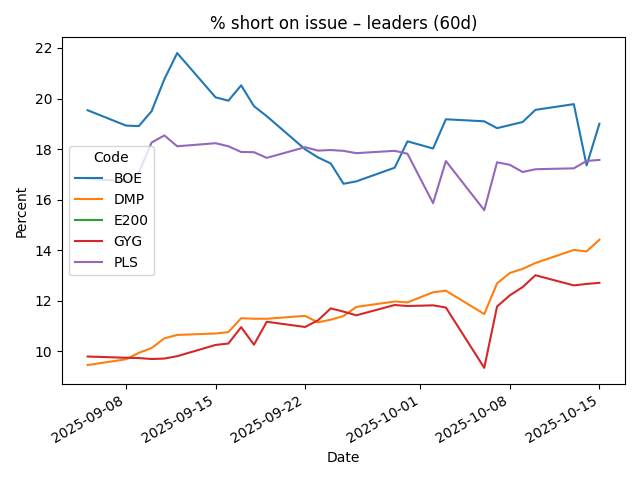 % short on issue – leaders (60d)
Percent
22
20
18
16
14
12
10
Code
BOE
DMP
E200
GYG
PLS
2025-09-08
2025-09-15
2025-09-22
2025-10-01
2025-10-08
2025-10-15
Date